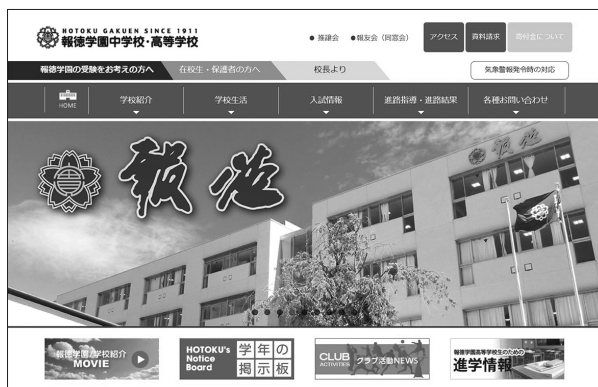 HOTOKU GAKUEN SINCE 1911
報徳学園中学校・高等学校
● 推譲会 ●報友会（同窓会） アクセス 資料請求 寄付金について
報徳学園の受験をお考えの方へ 在校生・保護者の方へ 校長より 気象警報発令時の対応
HOME 学校紹介 学校生活 入試情報 進路指導・進路結果 各種お問い合わせ
報徳
報徳
報徳学園の学校紹介
MOVIE
HOTOKU's
Notice
Board
学年の
掲示板
CLUB
ACTIVITIES
クラブ活動NEWS
報徳学園高等学校生のための
進学情報